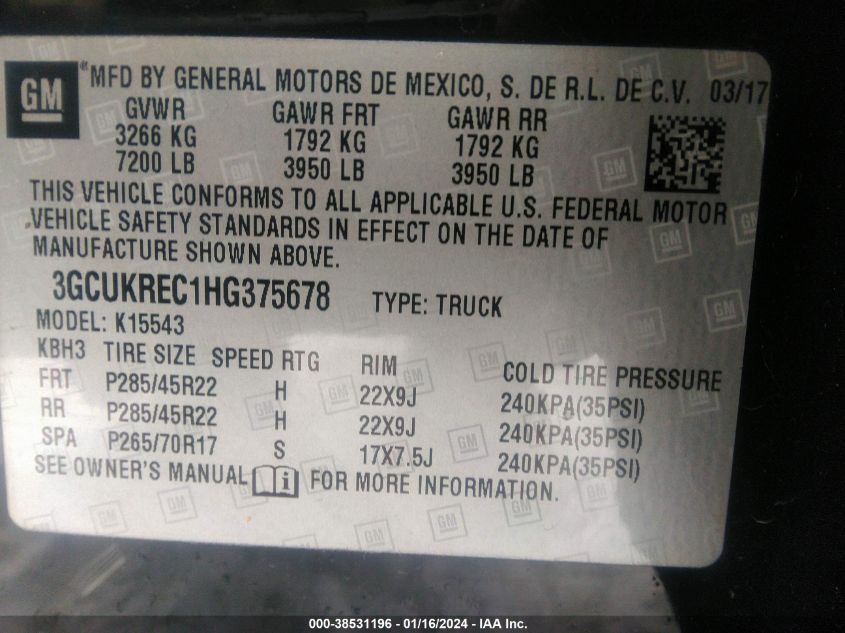 GM *MFD BY GENERAL MOTORS DE MEXICO, S. DE R.L. DE C.V. 03/17
GVWR GAWR FRT GAWR RR
3266 KG 1792 KG 1792 KG
7200 LB 3950 LB 3950 LB
THIS VEHICLE CONFORMS TO ALL APPLICABLE U.S. FEDERAL MOTOR
VEHICLE SAFETY STANDARDS IN EFFECT ON THE DATE OF
MANUFACTURE SHOWN ABOVE.
3GCUKREC1HG375678 TYPE: TRUCK
MODEL: K15543
KBH3 TIRE SIZE SPEED RTG RIM COLD TIRE PRESSURE
FRT P285/45R22 H 22X9J 240KPA(35PSI)
RR P285/45R22 H 22X9J 240KPA(35PSI)
SPA P265/70R17 S 17X7.5J 240KPA(35PSI)
SEE OWNER'S MANUAL i FOR MORE INFORMATION.
000-38531196 - 01/16/2024 - IAA Inc.